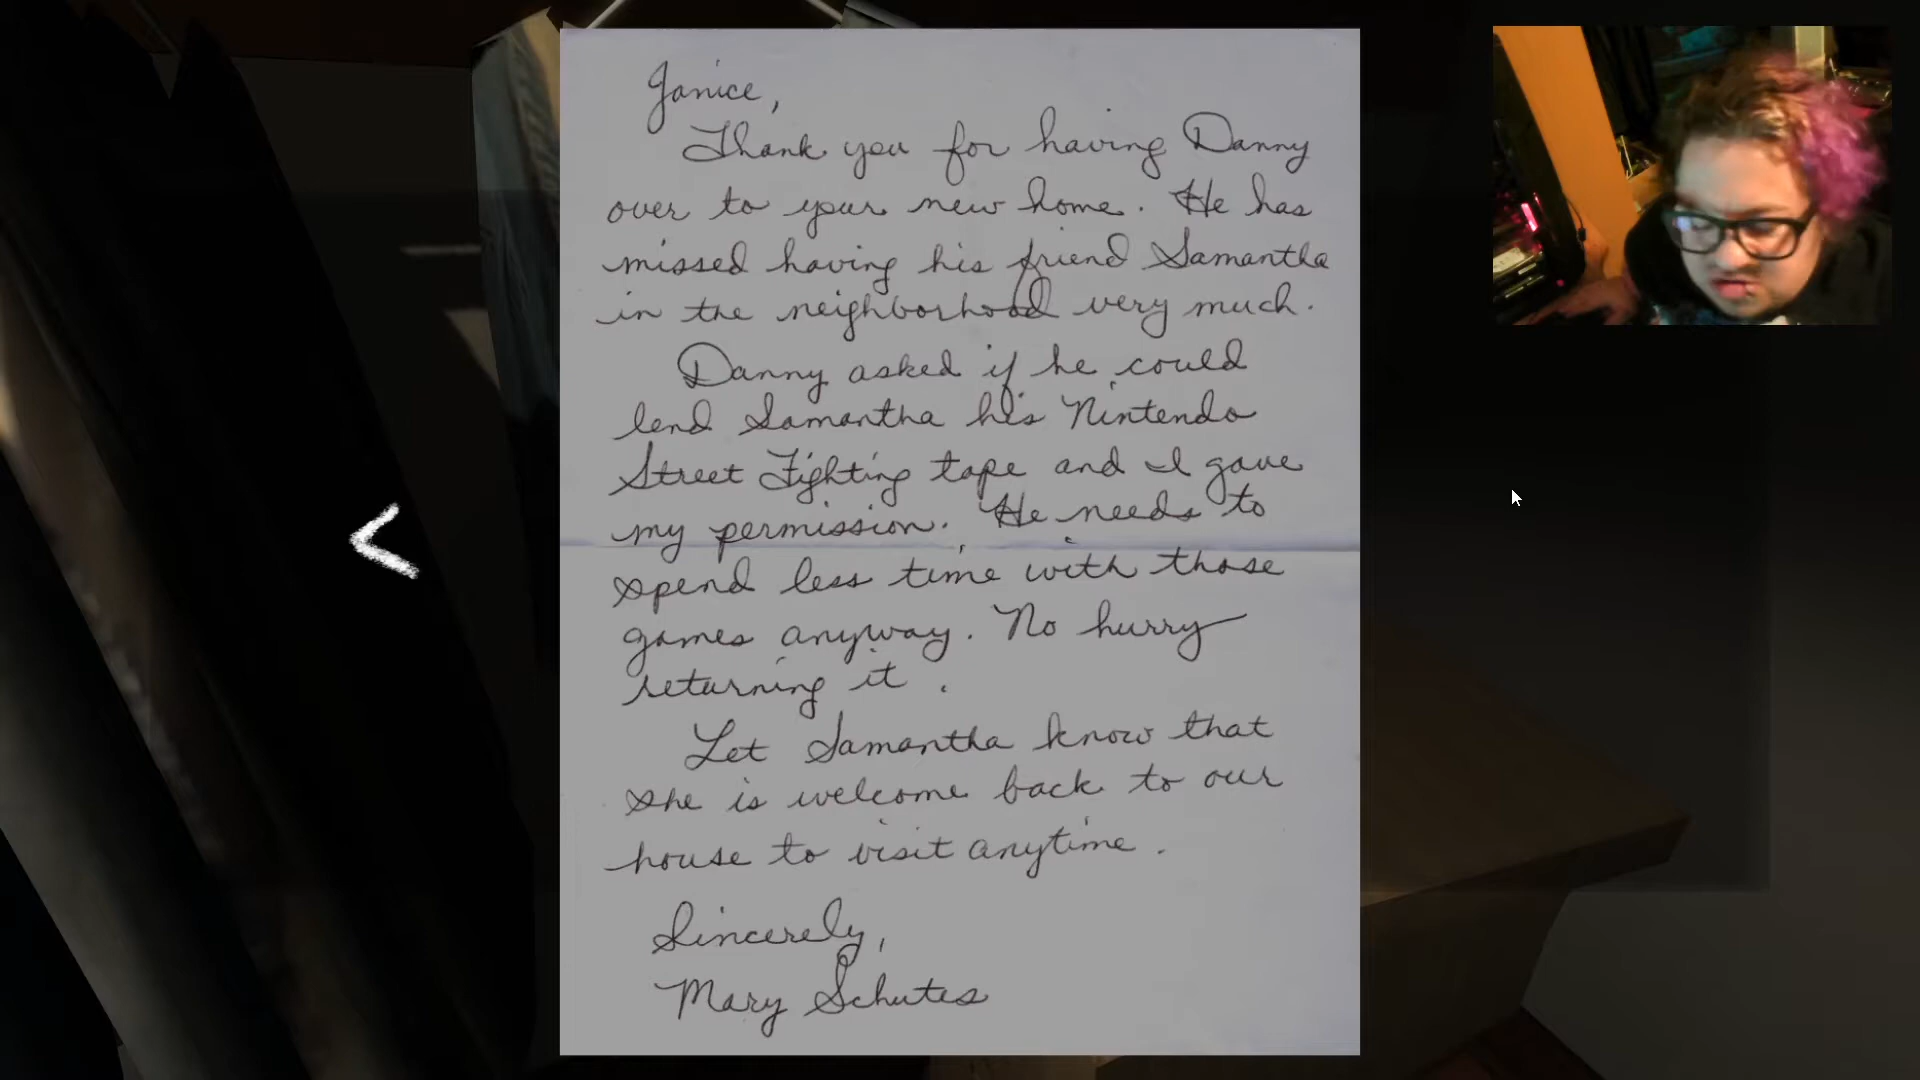 Janice,
Thank you for having Danny
over to your new home. He has
missed having his friend Samantha
in the neighborhood very much.
Danny asked if he could
lend Samantha his Nintendo
Street Fighting tape and I gave
my permission. He needs to
spend less time with those
games anyway. No hurry
returning it.
Let Samantha know that
she is welcome back to our
house to visit anytime.
Sincerely,
Mary Schutes